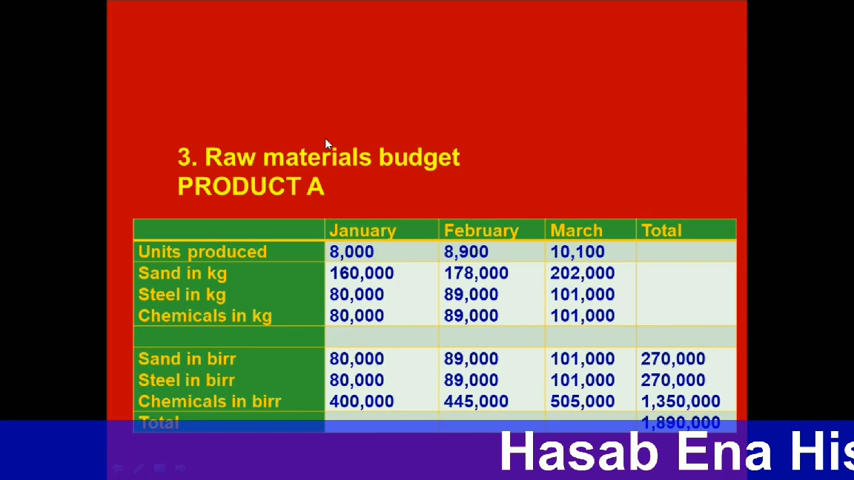 3. Raw materials budget
PRODUCT A
January February March Total
Units produced 8,000 8,900 10,100
Sand in kg 160,000 178,000 202,000
Steel in kg 80,000 89,000 101,000
Chemicals in kg 80,000 89,000 101,000
Sand in birr 80,000 89,000 101,000 270,000
Steel in birr 80,000 89,000 101,000 270,000
Chemicals in birr 400,000 445,000 505,000 1,350,000
Total 1,890,000
Hasab Ena His